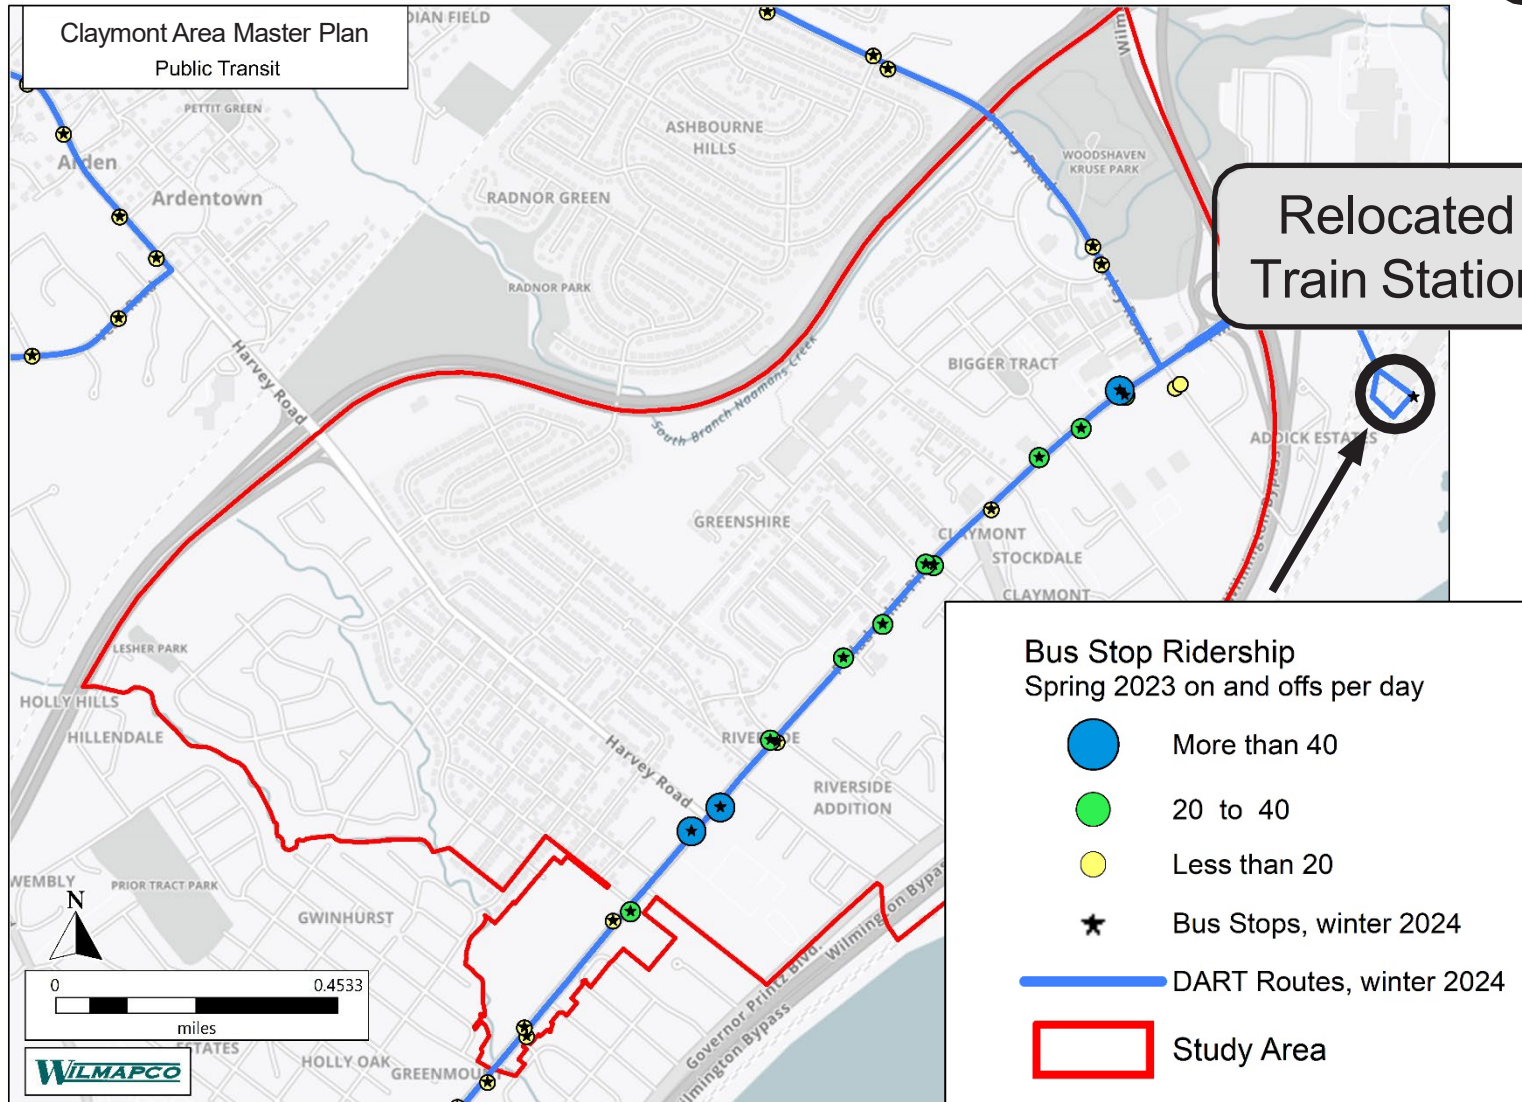 Claymont Area Master Plan
Public Transit
DIAN FIELD
PETTIT GREEN
Arden
Ardentown
ASHBOURNE
HILLS
RADNOR GREEN
WOODSHAVEN
KRUSE PARK
Relocated
Train Station
RADNOR PARK
Harvey Road
South Branch Naamans Creek
BIGGER TRACT
ADDICK ESTATES
GREENSHIRE
CLAYMONT
STOCKDALE
CLAYMONT
Wilmington Bypass
LESHER PARK
HOLLY HILLS
HILLENDALE
Harvey Road
RIVERSIDE
RIVERSIDE
ADDITION
WEMBLY
PRIOR TRACT PARK
GWINHURST
N
0 0.4533
miles
ESTATES
HOLLY OAK
GREENMOUNT
Governor Printz Blvd.
Wilmington Bypass
Wilmington Bypass
WILMAPCO
Bus Stop Ridership
Spring 2023 on and offs per day
More than 40
20 to 40
Less than 20
Bus Stops, winter 2024
DART Routes, winter 2024
Study Area